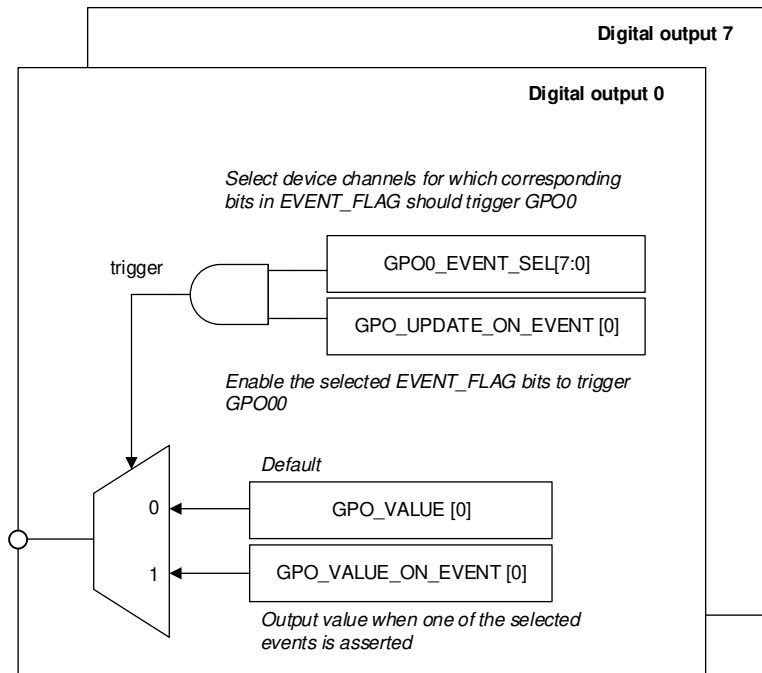 Digital output 7
Digital output 0
Select device channels for which corresponding
bits in EVENT_FLAG should trigger GPO0
trigger
GPO0_EVENT_SEL[7:0]
GPO_UPDATE_ON_EVENT [0]
Enable the selected EVENT_FLAG bits to trigger
GPO00
Default
0
GPO_VALUE [0]
1
GPO_VALUE_ON_EVENT [0]
Output value when one of the selected
events is asserted